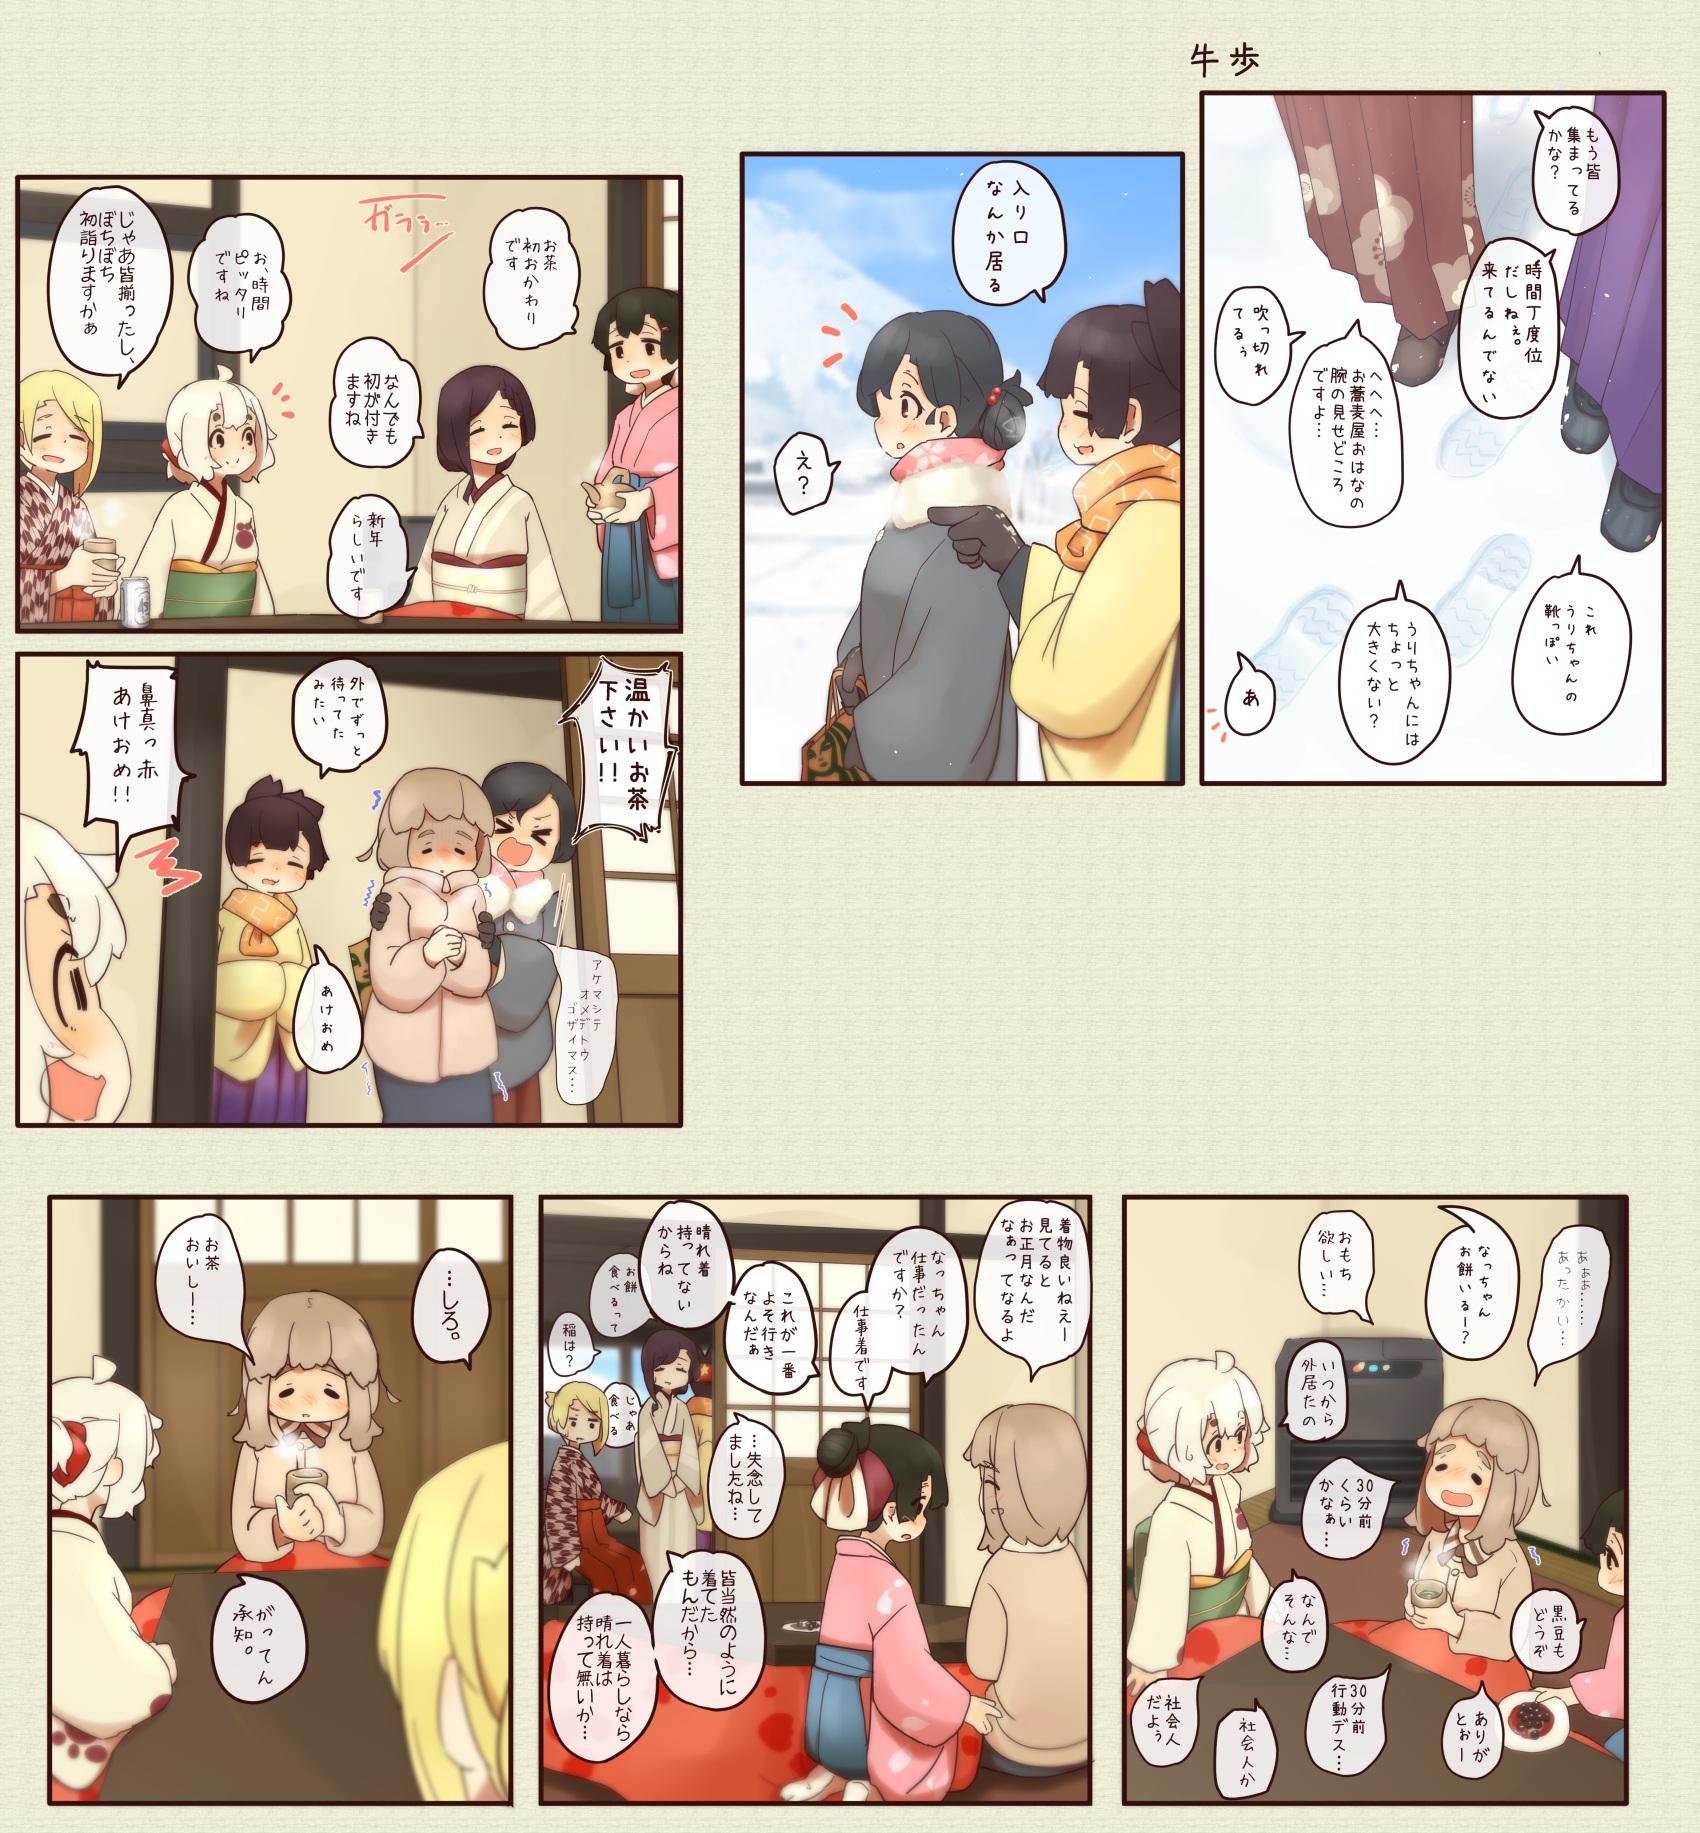 牛歩
もう皆
集まってる
かな?
時間丁度位
だしねぇ。
来てるんでない
吹っ切れ
てるぅ
へへへ…
お蕎麦屋おはなの
腕の見せどころ
ですよ…
これ
うりちゃんの
靴っぽい
うりちゃんには
ちょっと
大きくない?
あ
入り口
なんか居る
え?
お茶
初おかわり
です
ガララ…
なんでも
初が付き
ますね
新年
らしいです
お、時間
ピッタリ
ですね
じゃあ皆揃ったし、
ぼちぼち
初詣りますかぁ
温かいお茶
下さい!!
外でずっと
待ってた
みたい
鼻真っ赤
あけおめ!!
あけおめ
アケマシテ
オメデトウ
ゴザイマス…
あぁぁ……
あったかい…
なっちゃん
お餅いるー?
おもち
欲しい…
いつから
外居たの
30分前
くらい
かなぁ…
なんで
そんな…
黒豆も
どうぞ
ありが
とぉー
30分前
行動デス…
社会人か
社会人
だよぅ
着物良いねえー
見てると
お正月なんだ
なぁってなるよ
なっちゃん
仕事だったん
ですか?
仕事着です
晴れ着
持ってない
からね
これが一番
よそ行き
なんだぁ
お餅
食べるって
稲は?
じゃあ
食べる
…失念して
ましたね…
皆当然のように
着てた
もんだから…
一人暮らしなら
晴れ着は
持って無いか…
…しろ。
お茶
おいしー…
がってん
承知。